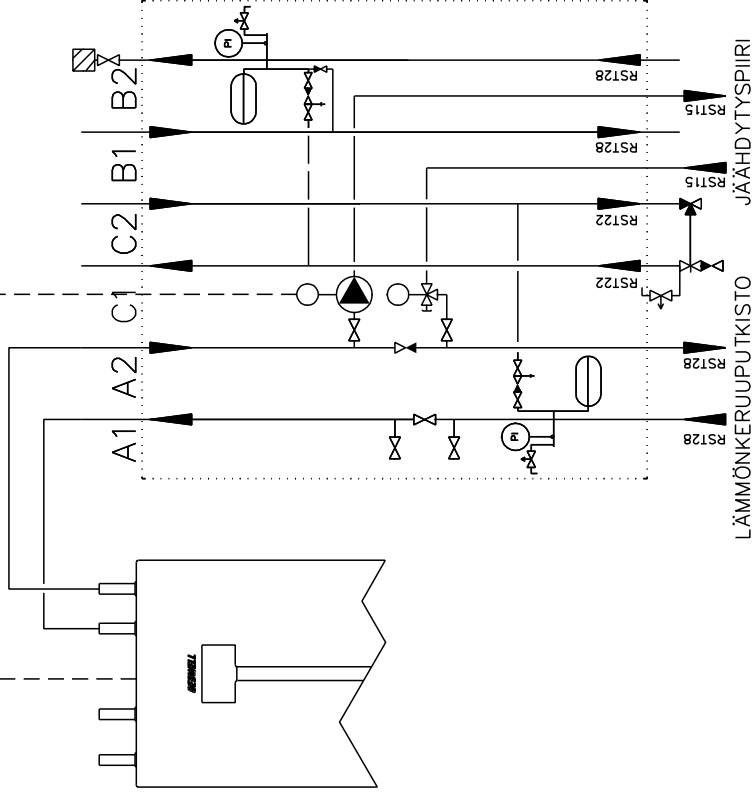 B2
B1
C2
C1
A2
A1
PI
RST28
RST15
RST28
RST15
RST22
RST22
RST28
RST28
PI
JÄÄHDYTYSPIIRI
LÄMMÖNKERUUPUTKISTO